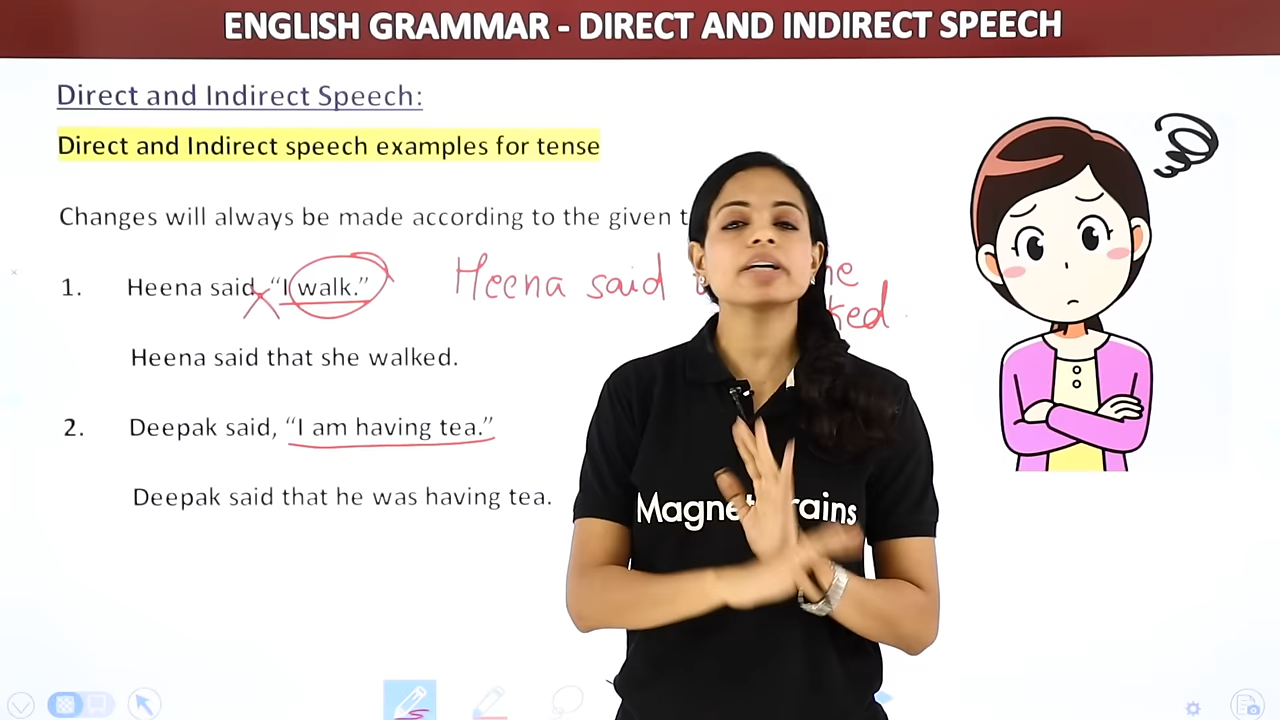 ENGLISH GRAMMAR - DIRECT AND INDIRECT SPEECH
Direct and Indirect Speech:
Direct and Indirect speech examples for tense
Changes will always be made according to the given
1. Heena said, "I walk." Heena said
Heena said that she walked.
2. Deepak said, "I am having tea."
Deepak said that he was having tea.